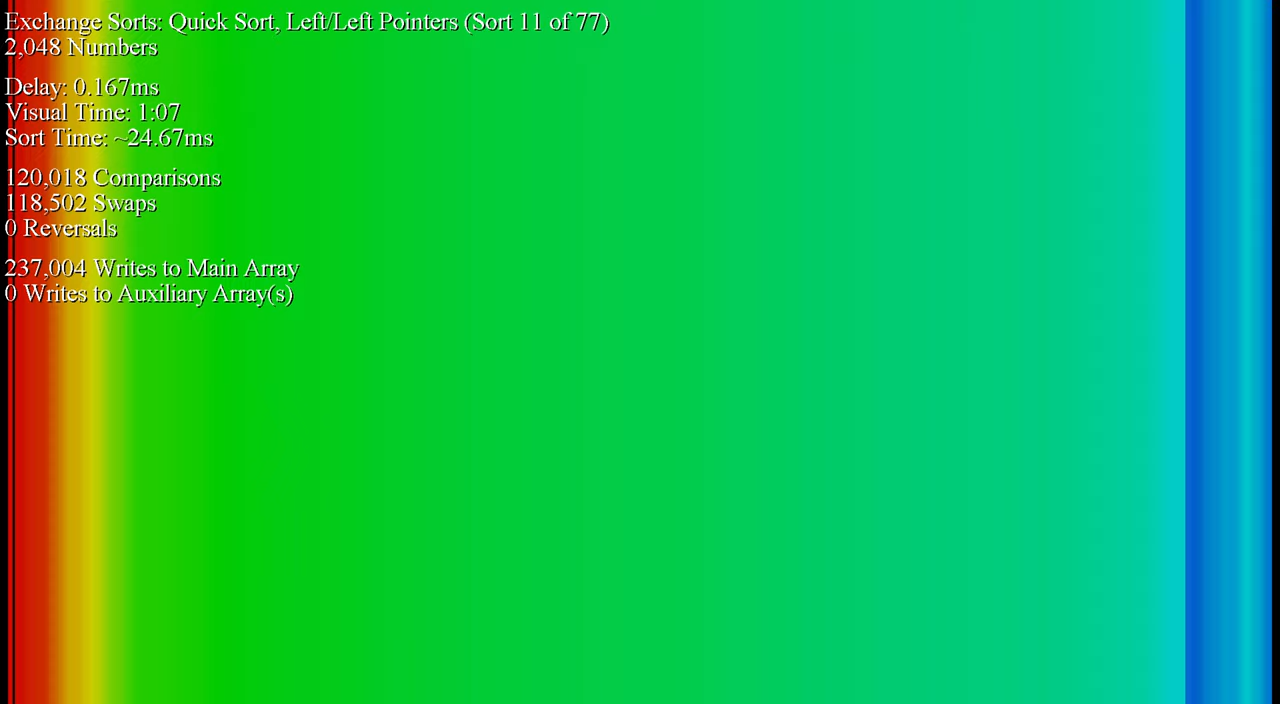 Exchange Sorts: Quick Sort, Left/Left Pointers (Sort 11 of 77)
2,048 Numbers
Delay: 0.167ms
Visual Time: 1:07
Sort Time: ~24.67ms
120,018 Comparisons
118,502 Swaps
0 Reversals
237,004 Writes to Main Array
0 Writes to Auxiliary Array(s)